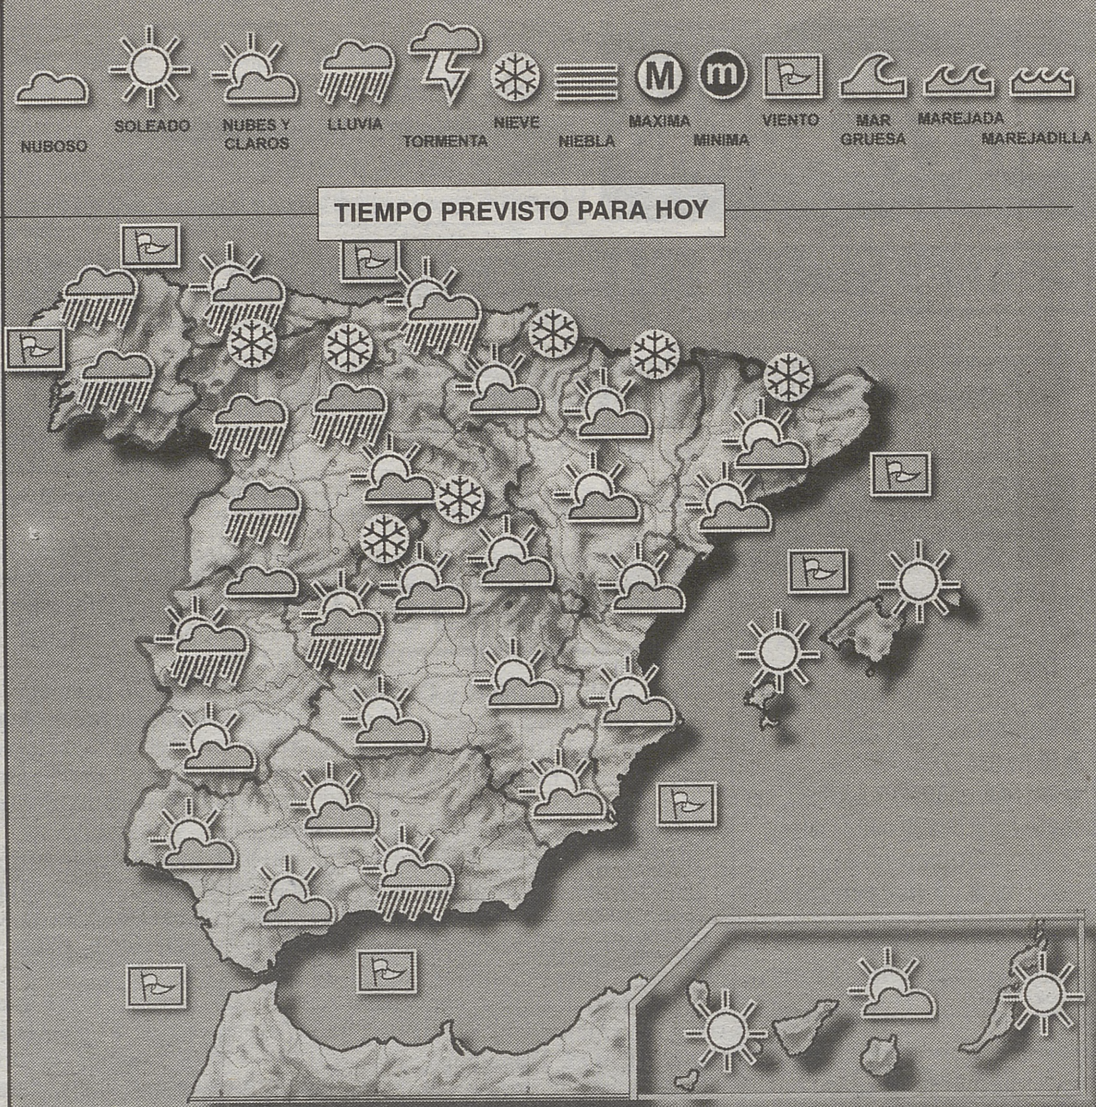 NUBOSO
SOLEADO
NUBES Y
CLAROS
LLUVIA
TORMENTA
NIEVE
NIEBLA
M
MAXIMA
m
MINIMA
VIENTO
MAR
GRUESA
MAREJADA
MAREJADILLA
TIEMPO PREVISTO PARA HOY